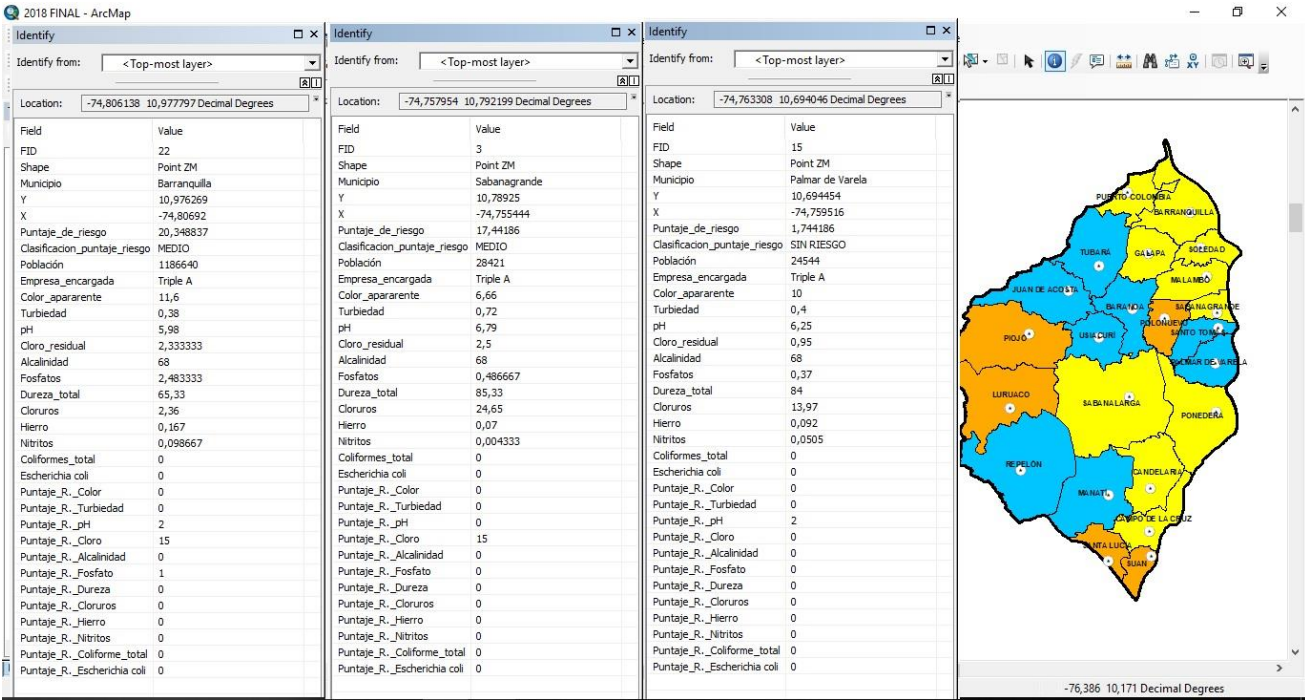 2018 FINAL - ArcMap
Identify
Identify from: <Top-most layer>
Location: -74,806138 10,977797 Decimal Degrees
Field Value
FID 22
Shape Point ZM
Municipio Barranquilla
Y 10,976269
X -74,80692
Puntaje_de_riesgo 20,348837
Clasificacion_puntaje_riesgo MEDIO
Población 1186640
Empresa_encargada Triple A
Color_apararente 11,6
Turbiedad 0,38
pH 5,98
Cloro_residual 2,333333
Alcalinidad 68
Fosfatos 2,483333
Dureza_total 65,33
Cloruros 2,36
Hierro 0,167
Nitritos 0,098667
Coliformes_total 0
Escherichia coli 0
Puntaje_R._Color 0
Puntaje_R._Turbiedad 0
Puntaje_R._pH 2
Puntaje_R._Cloro 15
Puntaje_R._Alcalinidad 0
Puntaje_R._Fosfato 1
Puntaje_R._Dureza 0
Puntaje_R._Cloruros 0
Puntaje_R._Hierro 0
Puntaje_R._Nitritos 0
Puntaje_R._Coliforme_total 0
Puntaje_R._Escherichia coli 0
Identify
Identify from: <Top-most layer>
Location: -74,757954 10,792199 Decimal Degrees
Field Value
FID 3
Shape Point ZM
Municipio Sabanagrande
Y 10,78925
X -74,755444
Puntaje_de_riesgo 17,44186
Clasificacion_puntaje_riesgo MEDIO
Población 28421
Empresa_encargada Triple A
Color_apararente 6,66
Turbiedad 0,72
pH 6,79
Cloro_residual 2,5
Alcalinidad 68
Fosfatos 0,486667
Dureza_total 85,33
Cloruros 24,65
Hierro 0,07
Nitritos 0,004333
Coliformes_total 0
Escherichia coli 0
Puntaje_R._Color 0
Puntaje_R._Turbiedad 0
Puntaje_R._pH 0
Puntaje_R._Cloro 15
Puntaje_R._Alcalinidad 0
Puntaje_R._Fosfato 0
Puntaje_R._Dureza 0
Puntaje_R._Cloruros 0
Puntaje_R._Hierro 0
Puntaje_R._Nitritos 0
Puntaje_R._Coliforme_total 0
Puntaje_R._Escherichia coli 0
Identify
Identify from: <Top-most layer>
Location: -74,763308 10,694046 Decimal Degrees
Field Value
FID 15
Shape Point ZM
Municipio Palmar de Varela
Y 10,694454
X -74,759516
Puntaje_de_riesgo 1,744186
Clasificacion_puntaje_riesgo SIN RIESGO
Población 24544
Empresa_encargada Triple A
Color_apararente 10
Turbiedad 0,4
pH 6,25
Cloro_residual 0,95
Alcalinidad 68
Fosfatos 0,37
Dureza_total 84
Cloruros 13,97
Hierro 0,092
Nitritos 0,0505
Coliformes_total 0
Escherichia coli 0
Puntaje_R._Color 0
Puntaje_R._Turbiedad 0
Puntaje_R._pH 2
Puntaje_R._Cloro 0
Puntaje_R._Alcalinidad 0
Puntaje_R._Fosfato 0
Puntaje_R._Dureza 0
Puntaje_R._Cloruros 0
Puntaje_R._Hierro 0
Puntaje_R._Nitritos 0
Puntaje_R._Coliforme_total 0
Puntaje_R._Escherichia coli 0
PUERTO COLOMBIA
BARRANQUILLA
TUBARA
GALAPA
SOLEDAD
MALAMBO
JUAN DE ACOSTA
BARANOA
SABANAGRANDE
POLONUEVO
SANTO TOMAS
PIOJO
USIACURI
PALMAR DE VARELA
LURUACO
SABANALARGA
PONEDERA
REPELÓN
CANDELARIA
MANATI
CAMPO DE LA CRUZ
SANTA LUCIA
SUAN
-76,386 10,171 Decimal Degrees